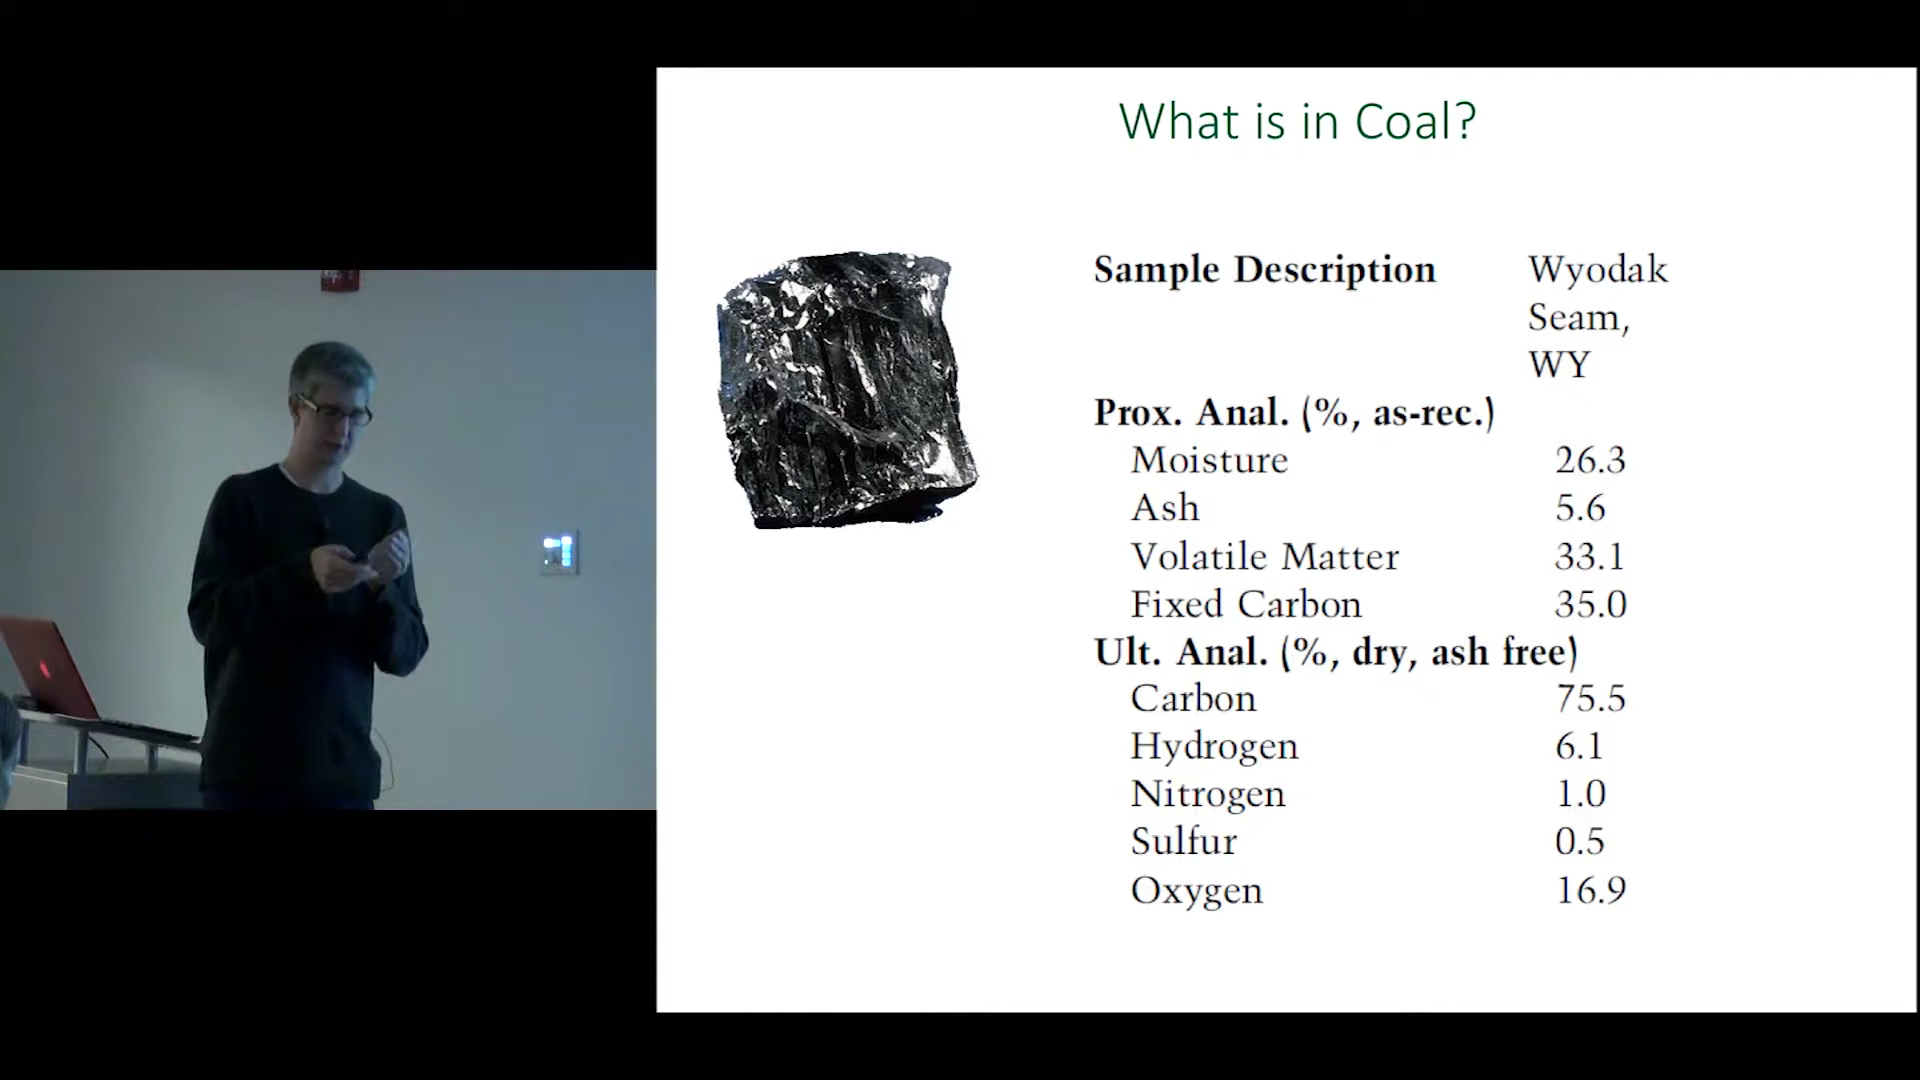 What is in Coal?
Sample Description Wyodak
Seam,
WY
Prox. Anal. (%, as-rec.)
Moisture 26.3
Ash 5.6
Volatile Matter 33.1
Fixed Carbon 35.0
Ult. Anal. (%, dry, ash free)
Carbon 75.5
Hydrogen 6.1
Nitrogen 1.0
Sulfur 0.5
Oxygen 16.9